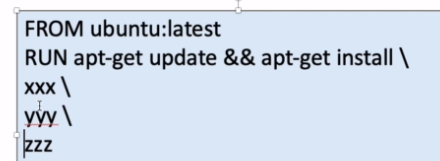 FROM ubuntu:latest
RUN apt-get update && apt-get install \
xxx \
yyy \
zzz